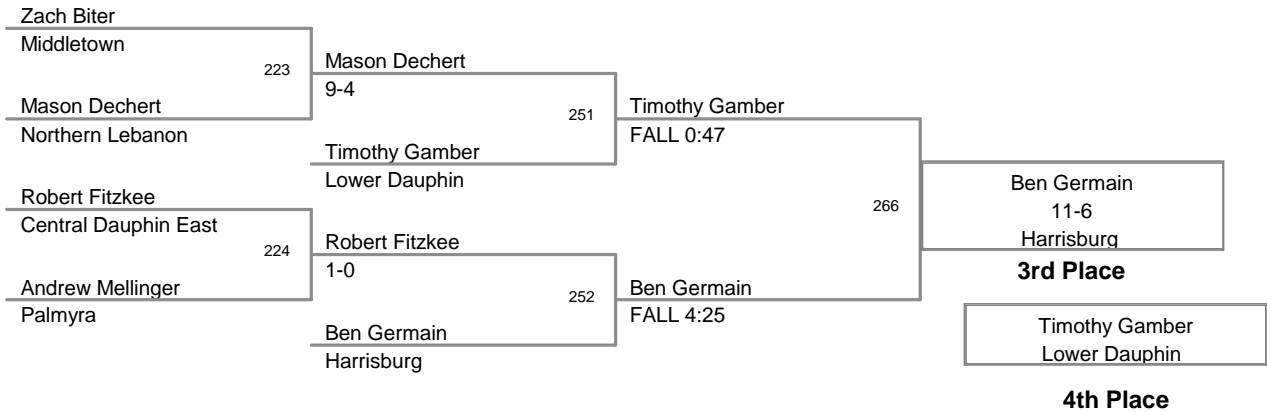 Zach Biter
Middletown
223
Mason Dechert
9-4
Mason Dechert
Northern Lebanon
251
Timothy Gamber
FALL 0:47
Timothy Gamber
Lower Dauphin
Robert Fitzkee
Central Dauphin East
224
Robert Fitzkee
1-0
Andrew Mellinger
Palmyra
252
Ben Germain
FALL 4:25
Ben Germain
Harrisburg
266
Ben Germain
11-6
Harrisburg
3rd Place
Timothy Gamber
Lower Dauphin
4th Place